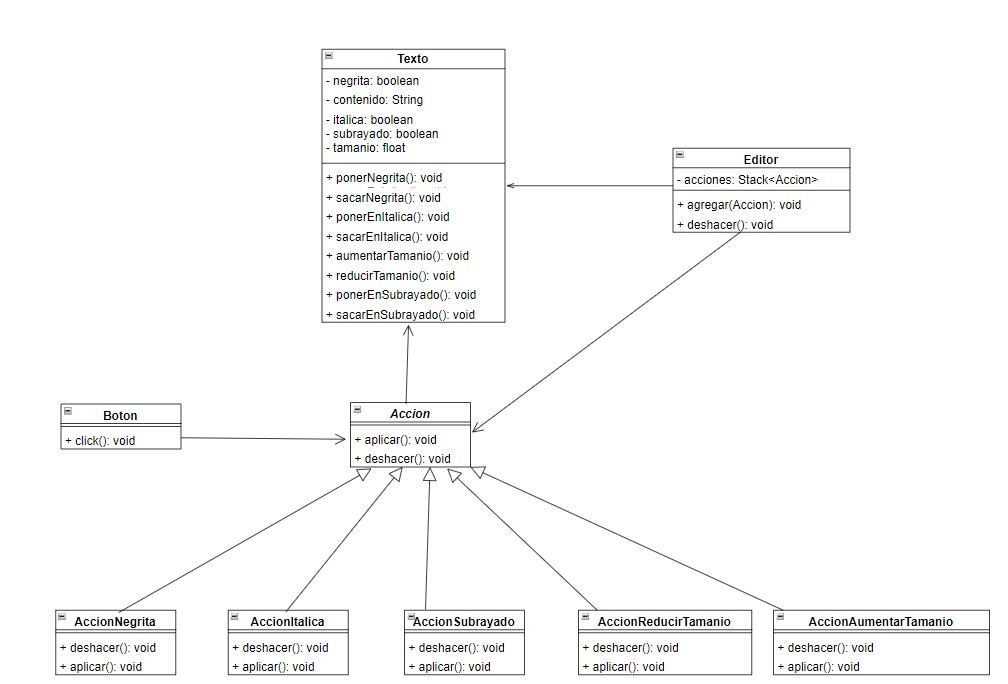 Texto
- negrita: boolean
- contenido: String
- italica: boolean
- subrayado: boolean
- tamanio: float
+ ponerNegrita(): void
+ sacarNegrita(): void
+ ponerEnItalica(): void
+ sacarEnItalica(): void
+ aumentarTamanio(): void
+ reducirTamanio(): void
+ ponerEnSubrayado(): void
+ sacarEnSubrayado(): void
Editor
- acciones: Stack<Accion>
+ agregar(Accion): void
+ deshacer(): void
Boton
+ click(): void
Accion
+ aplicar(): void
+ deshacer(): void
AccionNegrita
+ deshacer(): void
+ aplicar(): void
AccionItalica
+ deshacer(): void
+ aplicar(): void
AccionSubrayado
+ deshacer(): void
+ aplicar(): void
AccionReducirTamanio
+ deshacer(): void
+ aplicar(): void
AccionAumentarTamanio
+ deshacer(): void
+ aplicar(): void